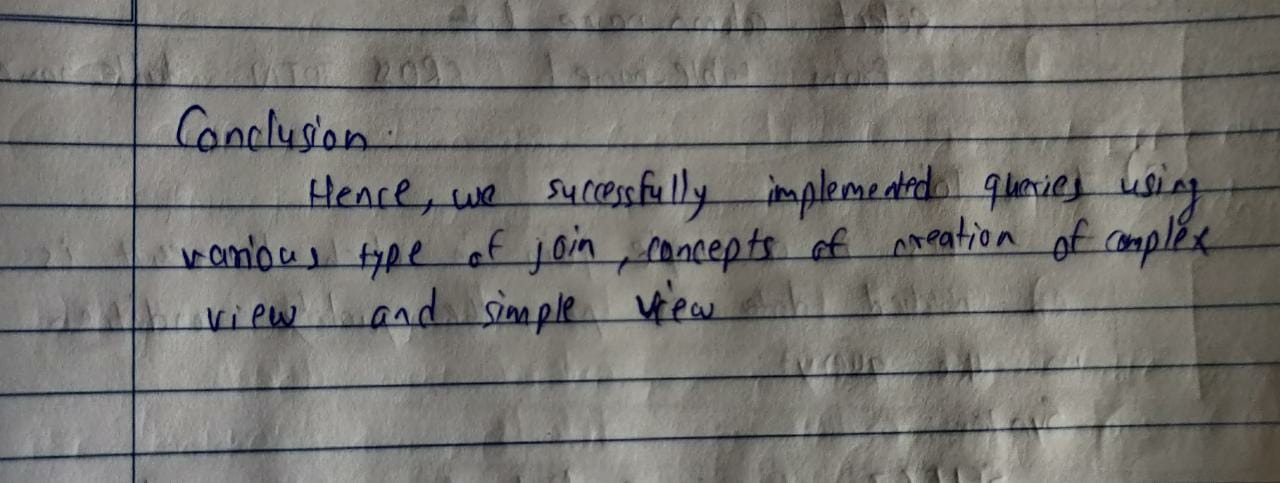 Conclusion.
Hence, we successfully implemented queries using
various type of join, concepts of creation of complex
view and simple view